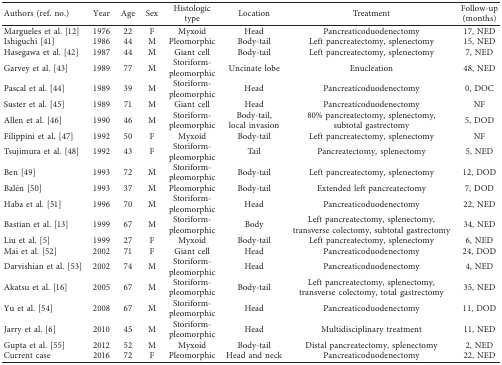 Authors (ref. no.) Year Age Sex Histologic type Location Treatment Follow-up (months)
Margueles et al. [12] 1976 22 F Myxoid Head Pancreaticoduodenectomy 17, NED
Ishiguchi [41] 1986 44 M Pleomorphic Body-tail Left pancreatectomy, splenectomy 15, NED
Hasegawa et al. [42] 1987 44 M Giant cell Body-tail Left pancreatectomy, splenectomy 7, NED
Garvey et al. [43] 1989 77 M Storiform-pleomorphic Uncinate lobe Enucleation 48, NED
Pascal et al. [44] 1989 39 M Storiform-pleomorphic Head Pancreaticoduodenectomy 0, DOC
Suster et al. [45] 1989 71 M Giant cell Head Pancreaticoduodenectomy NF
Allen et al. [46] 1990 46 M Storiform-pleomorphic Body-tail, local invasion 80% pancreatectomy, splenectomy, subtotal gastrectomy 5, DOD
Filippini et al. [47] 1992 50 F Myxoid Body-tail Left pancreatectomy, splenectomy NF
Tsujimura et al. [48] 1992 43 F Storiform-pleomorphic Tail Pancreatectomy, splenectomy 5, NED
Ben [49] 1993 72 M Storiform-pleomorphic Body-tail Left pancreatectomy, splenectomy 12, DOD
Balén [50] 1993 37 M Pleomorphic Body-tail Extended left pancreatectomy 7, DOD
Haba et al. [51] 1996 70 M Storiform-pleomorphic Head Pancreaticoduodenectomy 22, NED
Bastian et al. [13] 1999 67 M Storiform-pleomorphic Body Left pancreatectomy, splenectomy, transverse colectomy, subtotal gastrectomy 34, NED
Liu et al. [5] 1999 27 F Myxoid Body-tail Left pancreatectomy, splenectomy 6, NED
Mai et al. [52] 2002 71 F Giant cell Head Pancreaticoduodenectomy 24, DOD
Darvishian et al. [53] 2002 74 M Storiform-pleomorphic Head Pancreaticoduodenectomy 4, NED
Akatsu et al. [16] 2005 67 M Storiform-pleomorphic Body-tail Left pancreatectomy, splenectomy, transverse colectomy, total gastrectomy 35, NED
Yu et al. [54] 2008 67 M Storiform-pleomorphic Head Pancreaticoduodenectomy 11, DOD
Jarry et al. [6] 2010 45 M Storiform-pleomorphic Head Multidisciplinary treatment 11, NED
Gupta et al. [55] 2012 52 M Myxoid Body-tail Distal pancreatectomy, splenectomy 2, NED
Current case 2016 72 F Pleomorphic Head and neck Pancreaticoduodenectomy 22, NED